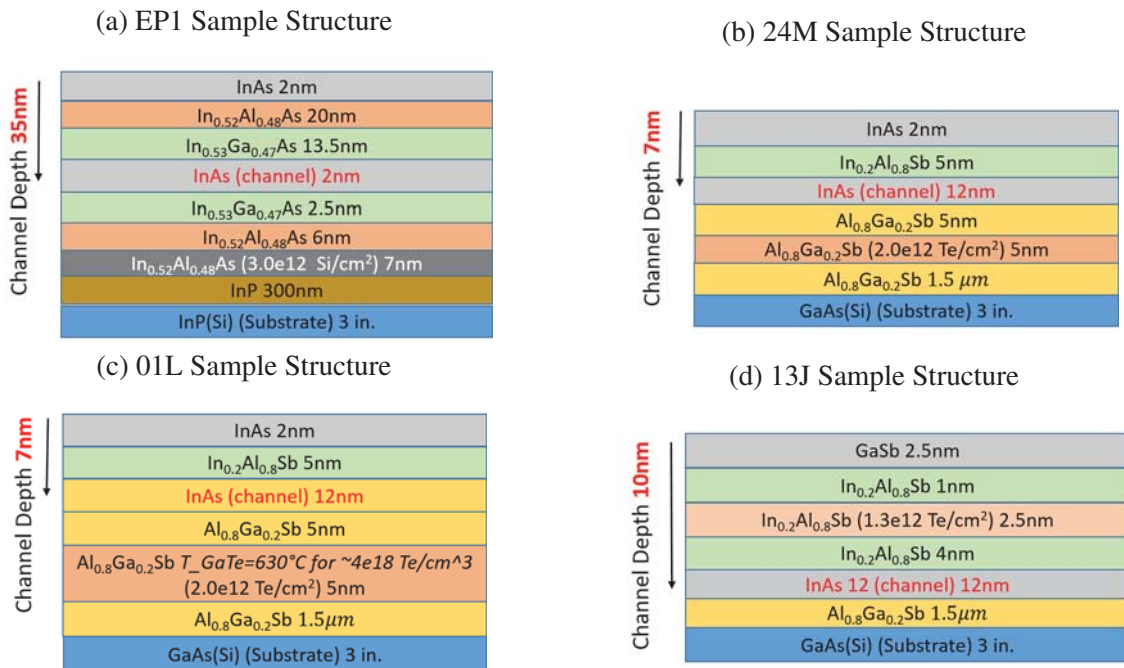 (a) EP1 Sample Structure
Channel Depth 35nm
InAs 2nm
In₀.₅₂Al₀.₄₈As 20nm
In₀.₅₃Ga₀.₄₇As 13.5nm
InAs (channel) 2nm
In₀.₅₃Ga₀.₄₇As 2.5nm
In₀.₅₂Al₀.₄₈As 6nm
In₀.₅₂Al₀.₄₈As (3.0e12 Si/cm²) 7nm
InP 300nm
InP(Si) (Substrate) 3 in.
(b) 24M Sample Structure
Channel Depth 7nm
InAs 2nm
In₀.₂Al₀.₈Sb 5nm
InAs (channel) 12nm
Al₀.₈Ga₀.₂Sb 5nm
Al₀.₈Ga₀.₂Sb (2.0e12 Te/cm²) 5nm
Al₀.₈Ga₀.₂Sb 1.5 μm
GaAs(Si) (Substrate) 3 in.
(c) 01L Sample Structure
Channel Depth 7nm
InAs 2nm
In₀.₂Al₀.₈Sb 5nm
InAs (channel) 12nm
Al₀.₈Ga₀.₂Sb 5nm
Al₀.₈Ga₀.₂Sb T_GaTe=630°C for ~4e18 Te/cm^3
(2.0e12 Te/cm²) 5nm
Al₀.₈Ga₀.₂Sb 1.5μm
GaAs(Si) (Substrate) 3 in.
(d) 13J Sample Structure
Channel Depth 10nm
GaSb 2.5nm
In₀.₂Al₀.₈Sb 1nm
In₀.₂Al₀.₈Sb (1.3e12 Te/cm²) 2.5nm
In₀.₂Al₀.₈Sb 4nm
InAs 12 (channel) 12nm
Al₀.₈Ga₀.₂Sb 1.5μm
GaAs(Si) (Substrate) 3 in.